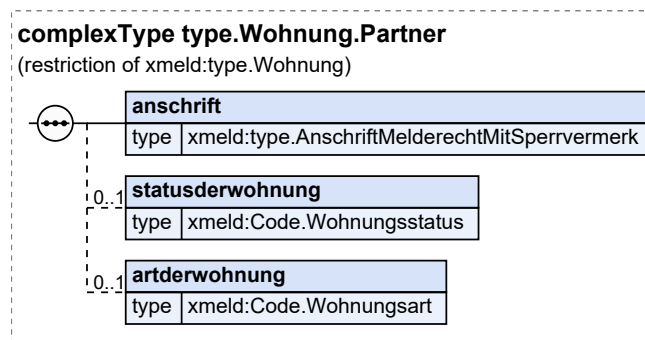 complexType type.Wohnung.Partner
(restriction of xmeld:type.Wohnung)
anschrift
type xmeld:type.AnschriftMelderechtMitSperrvermerk
0..1 statusderwohnung
type xmeld:Code.Wohnungsstatus
0..1 artderwohnung
type xmeld:Code.Wohnungsart